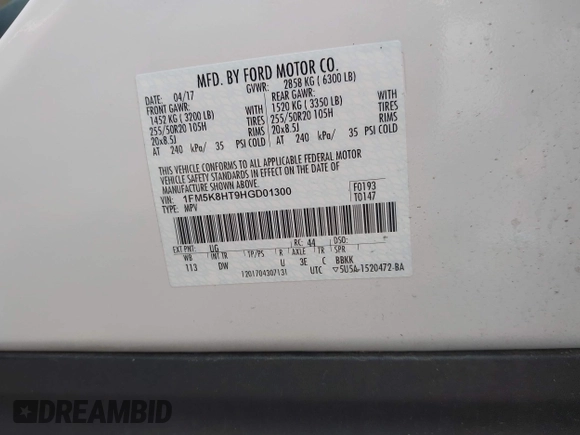 MFD. BY FORD MOTOR CO.
DATE: 04/17 GVWR: 2858 KG ( 6300 LB)
FRONT GAWR: REAR GAWR:
1452 KG ( 3200 LB) WITH 1520 KG ( 3350 LB) WITH
255/50R20 105H TIRES 255/50R20 105H TIRES
20x8.5J RIMS 20x8.5J RIMS
AT 240 kPa/ 35 PSI COLD AT 240 kPa/ 35 PSI COLD
THIS VEHICLE CONFORMS TO ALL APPLICABLE FEDERAL MOTOR
VEHICLE SAFETY STANDARDS IN EFFECT ON THE DATE OF
MANUFACTURE SHOWN ABOVE.
VIN: 1FM5K8HT9HGD01300 F0193
TYPE: MPV T0147
EXT PNT: UG RC: 44 DSO:
WB INT TR TP/PS R AXLE TR SPR
113 DW U 3E C BBKK
1201704307131 UTC ▽5U5A-1520472-BA
DREAMBID